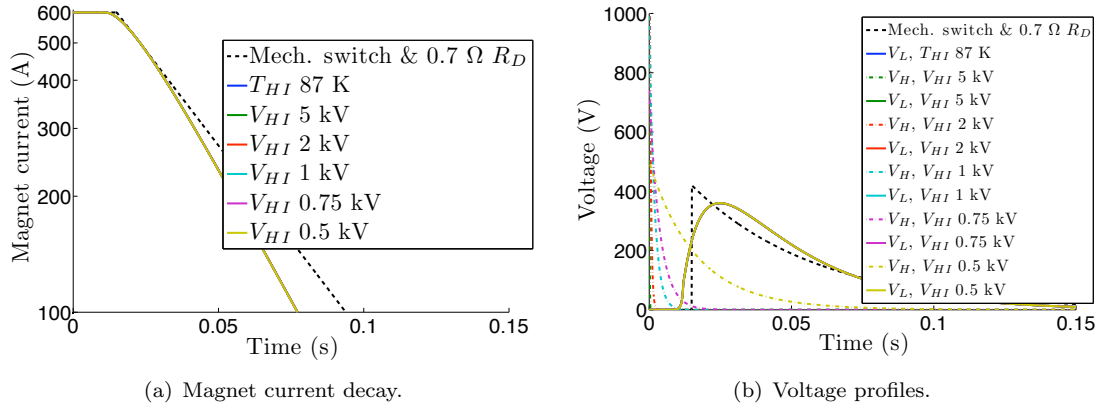 600
500
400
300
200
100
0
0.05
0.1
0.15
Magnet current (A)
Time (s)
Mech. switch & 0.7 Ω R_D
T_HI 87 K
V_HI 5 kV
V_HI 2 kV
V_HI 1 kV
V_HI 0.75 kV
V_HI 0.5 kV
(a) Magnet current decay.
1000
800
600
400
200
0
0
0.05
0.1
0.15
Voltage (V)
Time (s)
Mech. switch & 0.7 Ω R_D
V_L, T_HI 87 K
V_H, V_HI 5 kV
V_L, V_HI 5 kV
V_H, V_HI 2 kV
V_L, V_HI 2 kV
V_H, V_HI 1 kV
V_L, V_HI 1 kV
V_H, V_HI 0.75 kV
V_L, V_HI 0.75 kV
V_H, V_HI 0.5 kV
V_L, V_HI 0.5 kV
(b) Voltage profiles.